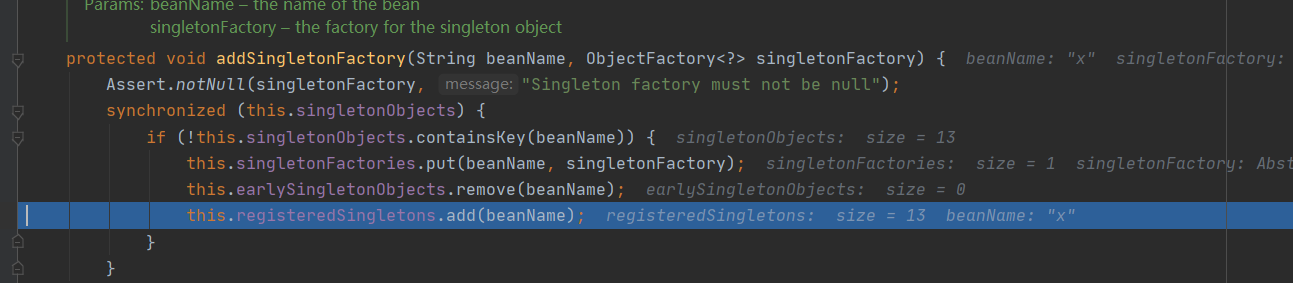 Params: beanName – the name of the bean
singletonFactory – the factory for the singleton object
protected void addSingletonFactory(String beanName, ObjectFactory<?> singletonFactory) { beanName: "x" singletonFactory:
Assert.notNull(singletonFactory, message: "Singleton factory must not be null");
synchronized (this.singletonObjects) {
if (!this.singletonObjects.containsKey(beanName)) { singletonObjects: size = 13
this.singletonFactories.put(beanName, singletonFactory); singletonFactories: size = 1 singletonFactory: Abst
this.earlySingletonObjects.remove(beanName); earlySingletonObjects: size = 0
this.registeredSingletons.add(beanName); registeredSingletons: size = 13 beanName: "x"
}
}